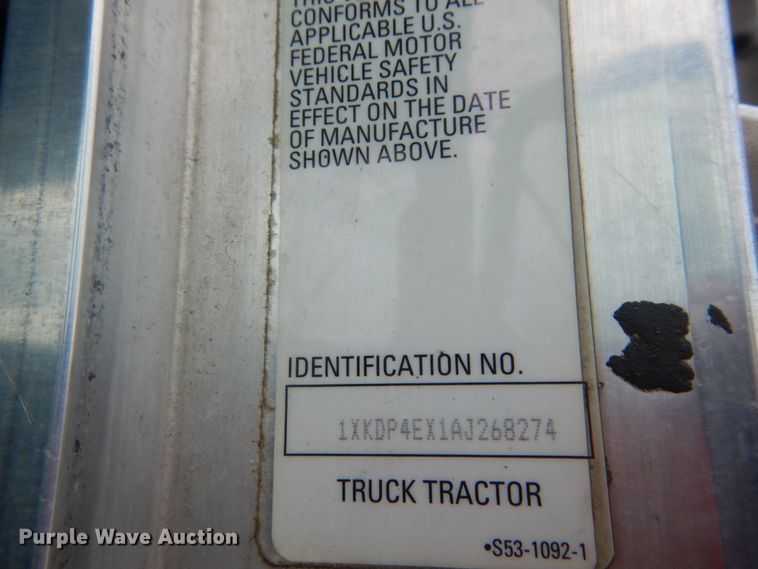 CONFORMS TO ALL
APPLICABLE U.S.
FEDERAL MOTOR
VEHICLE SAFETY
STANDARDS IN
EFFECT ON THE DATE
OF MANUFACTURE
SHOWN ABOVE.
IDENTIFICATION NO.
1XKDP4EX1AJ268274
TRUCK TRACTOR
•S53-1092-1
Purple Wave Auction